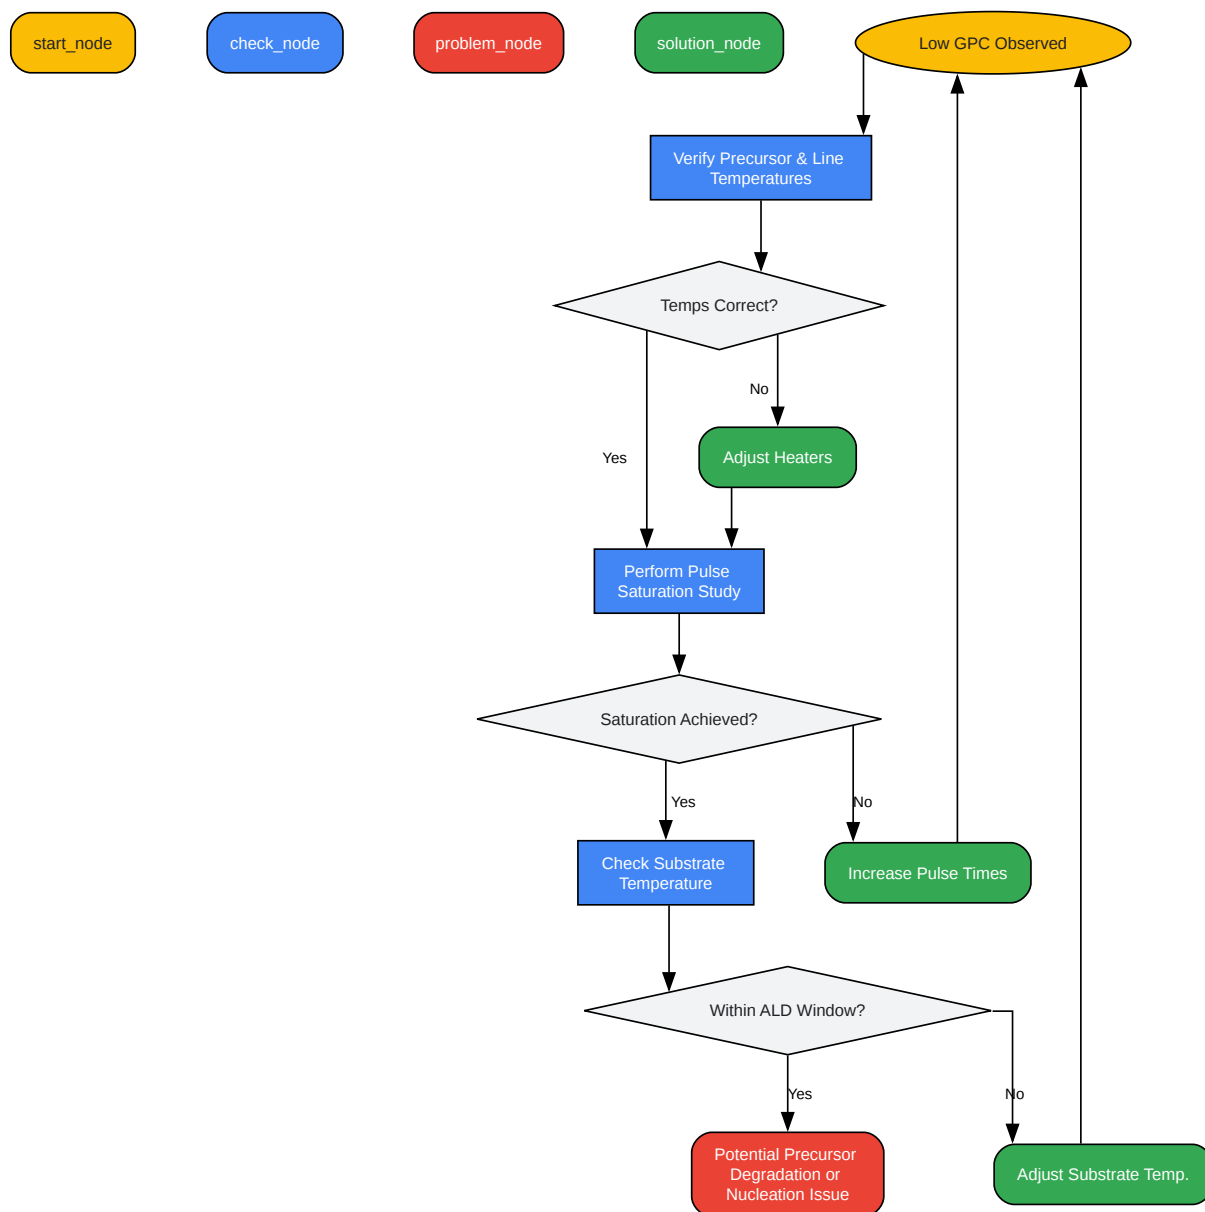 start_node
check_node
problem_node
solution_node
Low GPC Observed
Verify Precursor & Line
Temperatures
Temps Correct?
No
Yes
Adjust Heaters
Perform Pulse
Saturation Study
Saturation Achieved?
Yes
No
Check Substrate
Temperature
Increase Pulse Times
Within ALD Window?
Yes
No
Potential Precursor
Degradation or
Nucleation Issue
Adjust Substrate Temp.